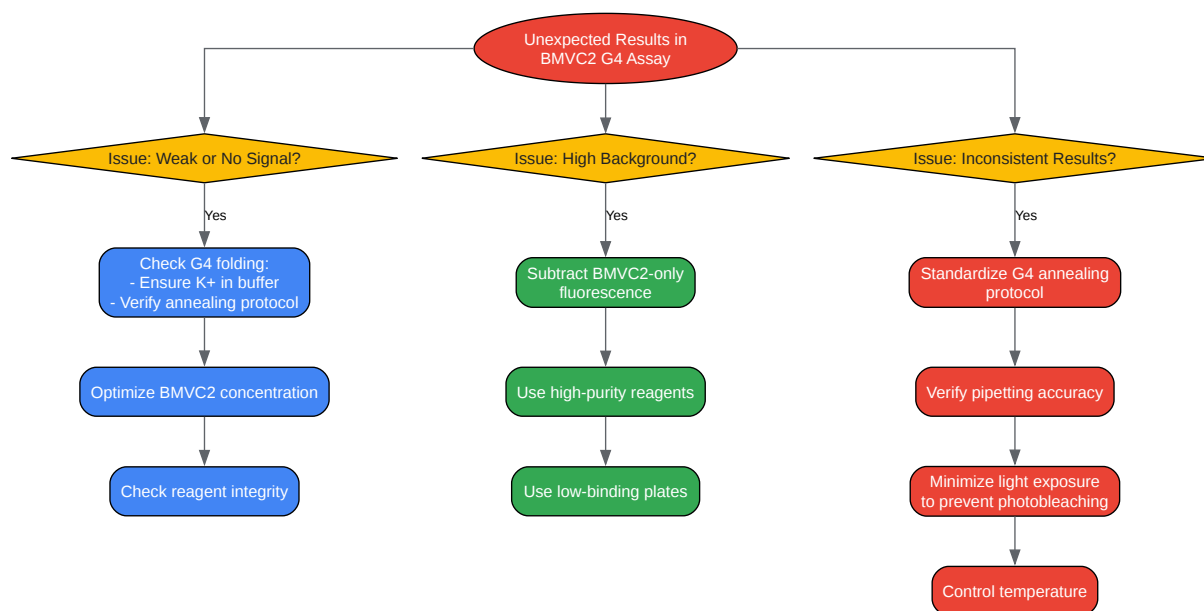 Unexpected Results in
BMVC2 G4 Assay
Issue: Weak or No Signal?
Issue: High Background?
Issue: Inconsistent Results?
Yes
Yes
Yes
Check G4 folding:
- Ensure K+ in buffer
- Verify annealing protocol
Subtract BMVC2-only
fluorescence
Standardize G4 annealing
protocol
Optimize BMVC2 concentration
Use high-purity reagents
Verify pipetting accuracy
Check reagent integrity
Use low-binding plates
Minimize light exposure
to prevent photobleaching
Control temperature